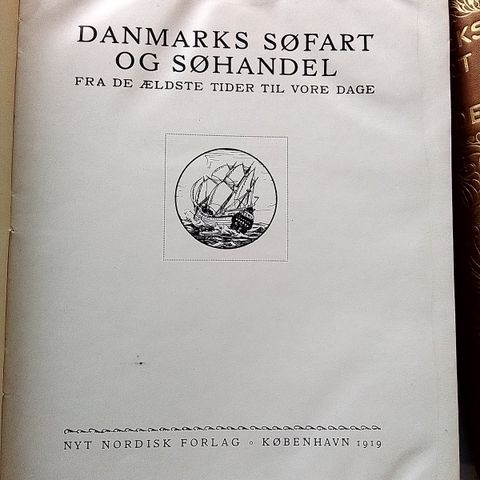 DANMARKS SØFART
OG SØHANDEL
FRA DE ÆLDSTE TIDER TIL VORE DAGE
NYT NORDISK FORLAG ◦ KØBENHAVN 1919